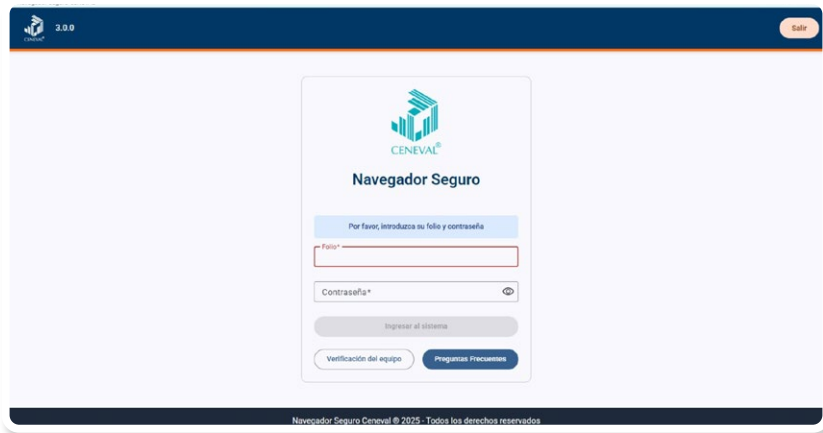 3.0.0
Salir
CENEVAL
CENEVAL®
Navegador Seguro
Por favor, introduzca su folio y contraseña
Folio*
Contraseña*
Ingresar al sistema
Verificación del equipo
Preguntas Frecuentes
Navegador Seguro Ceneval ® 2025 - Todos los derechos reservados